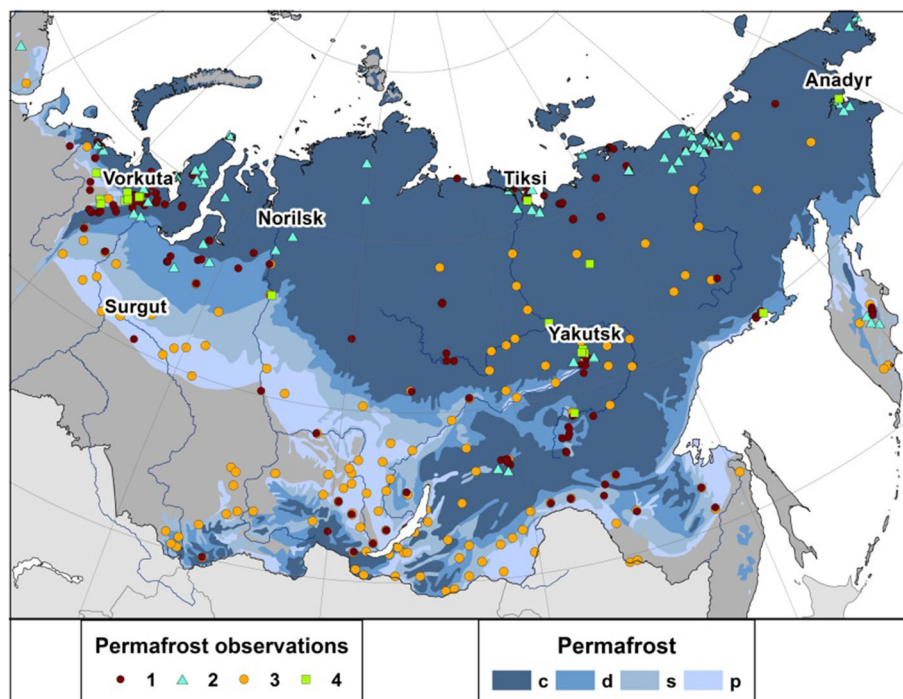 Anadyr
Vorkuta
Tiksi
Norilsk
Surgut
Yakutsk
Permafrost observations
1 2 3 4
Permafrost
c d s p